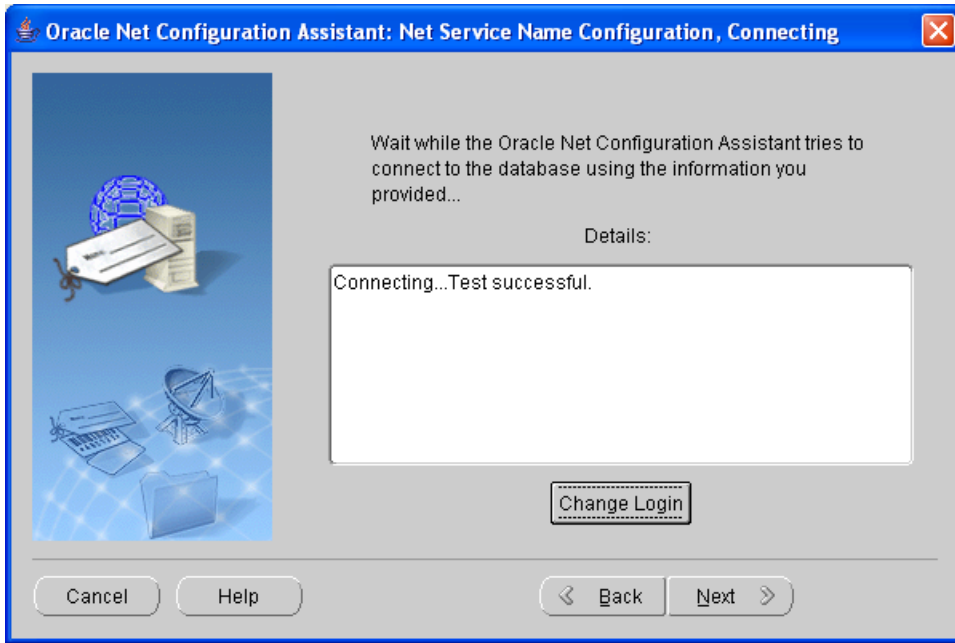 Oracle Net Configuration Assistant: Net Service Name Configuration, Connecting
Wait while the Oracle Net Configuration Assistant tries to
connect to the database using the information you
provided...
Details:
Connecting...Test successful.
Change Login
Cancel
Help
Back
Next